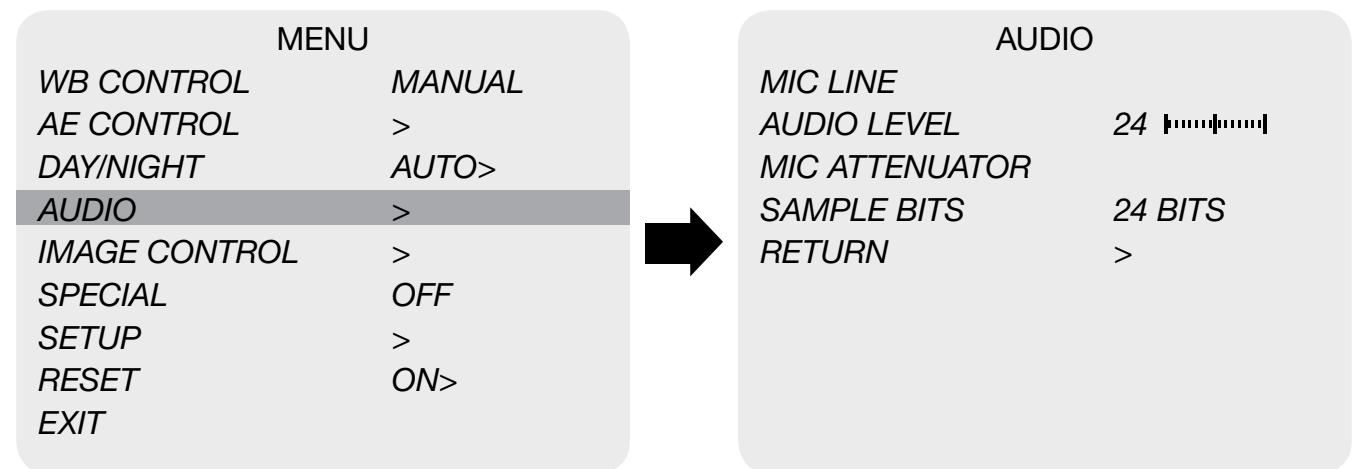 MENU
WB CONTROL MANUAL
AE CONTROL >
DAY/NIGHT AUTO>
AUDIO >
IMAGE CONTROL >
SPECIAL OFF
SETUP >
RESET ON>
EXIT
AUDIO
MIC LINE
AUDIO LEVEL 24
MIC ATTENUATOR
SAMPLE BITS 24 BITS
RETURN >